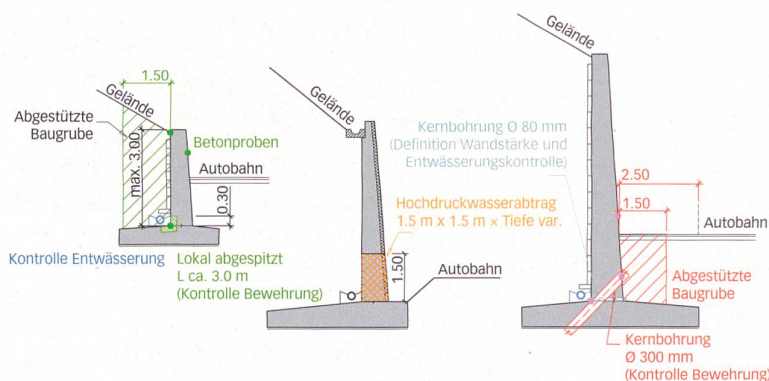 1.50
Gelände
Abgestützte
Baugrube
max. 3.00
Betonproben
Autobahn
0.30
Kontrolle Entwässerung
Lokal abgespitzt
L ca. 3.0 m
(Kontrolle Bewehrung)
Gelände
Hochdruckwasserabtrag
1.5 m x 1.5 m × Tiefe var.
1.50
Autobahn
Gelände
Kernbohrung O 80 mm
(Definition Wandstärke und
Entwässerungskontrolle)
2.50
1.50
Autobahn
Abgestützte
Baugrube
Kernbohrung
Ø 300 mm
(Kontrolle Bewehrung)